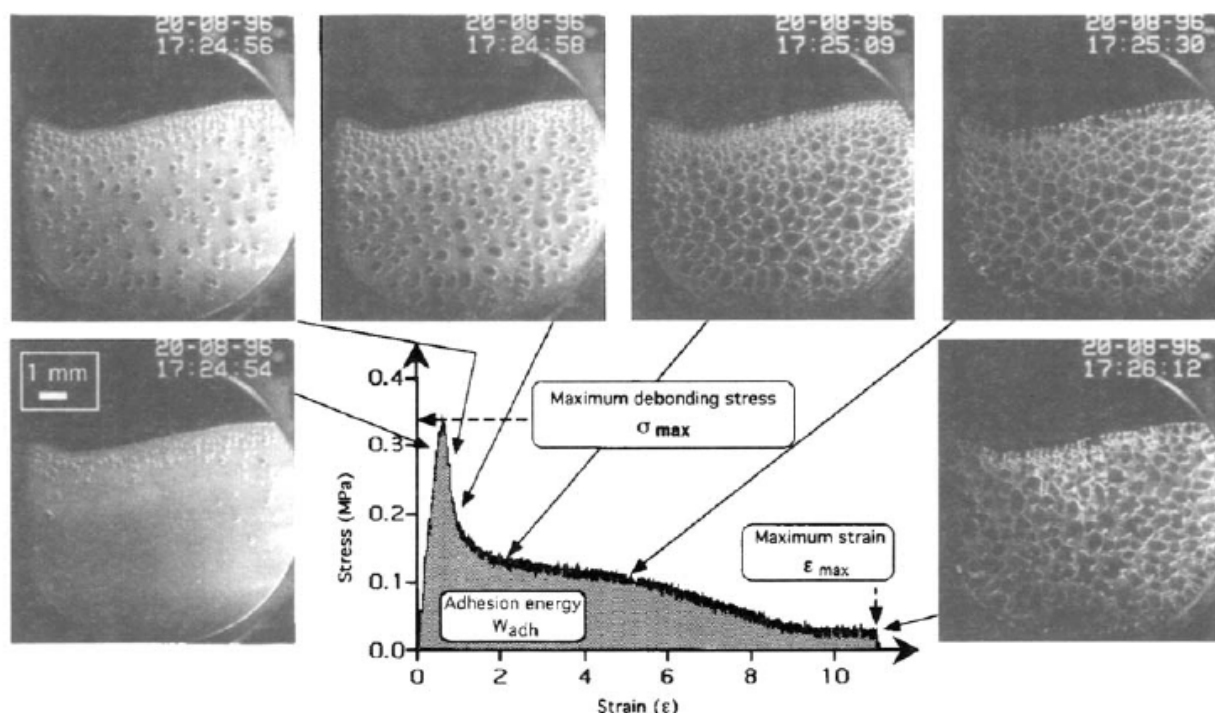 20-08-96
17:24:56
20-08-96
17:24:58
20-08-96
17:25:09
20-08-96
17:25:30
20-08-96
17:24:54
1 mm
20-08-96
17:26:12
Maximum debonding stress
σ max
Maximum strain
ε max
Adhesion energy
Wadh
Stress (MPa)
0.4
0.3
0.2
0.1
0.0
0 2 4 6 8 10
Strain (ε)